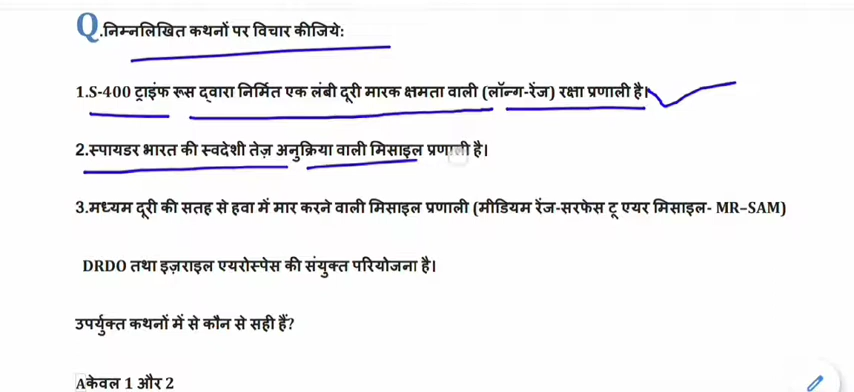 Q.निम्नलिखित कथनों पर विचार कीजिये:
1.S-400 ट्राइंफ रूस द्वारा निर्मित एक लंबी दूरी मारक क्षमता वाली (लॉन्ग-रेंज) रक्षा प्रणाली है।
2.स्पायडर भारत की स्वदेशी तेज़ अनुक्रिया वाली मिसाइल प्रणाली है।
3.मध्यम दूरी की सतह से हवा में मार करने वाली मिसाइल प्रणाली (मीडियम रेंज-सरफेस टू एयर मिसाइल- MR–SAM)
DRDO तथा इज़राइल एयरोस्पेस की संयुक्त परियोजना है।
उपर्युक्त कथनों में से कौन से सही हैं?
Aकेवल 1 और 2